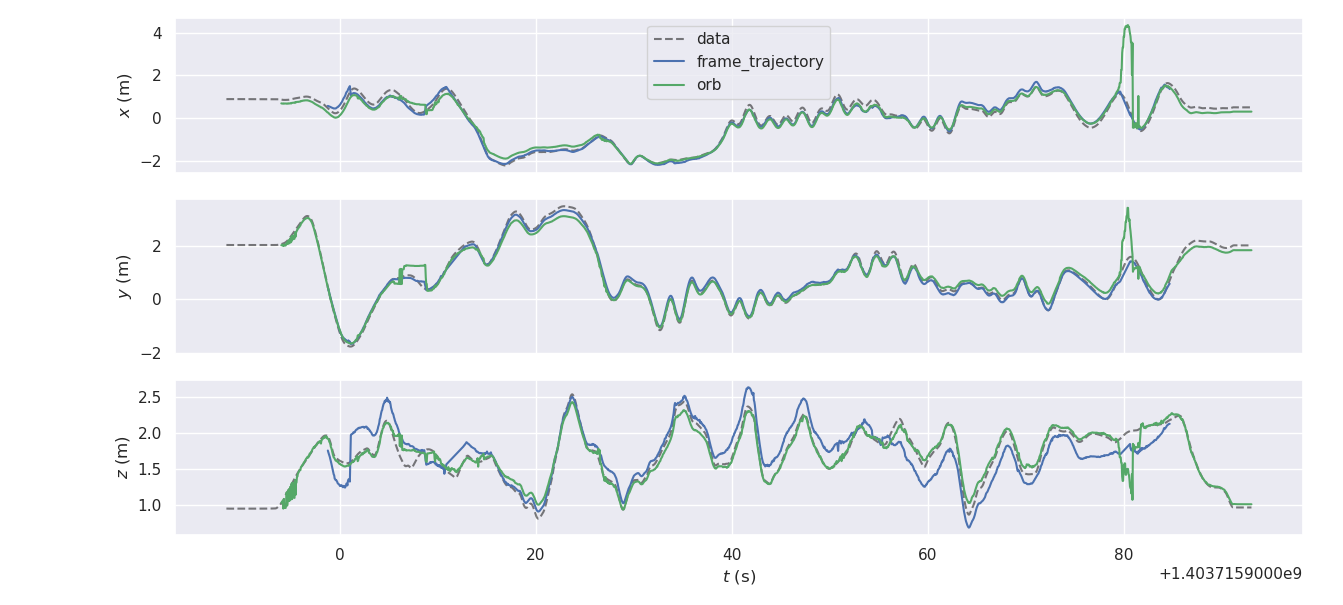 4
2
0
−2
x (m)
data
frame_trajectory
orb
2
0
−2
y (m)
2.5
2.0
1.5
1.0
z (m)
0
20
40
60
80
t (s)
+1.4037159000e9